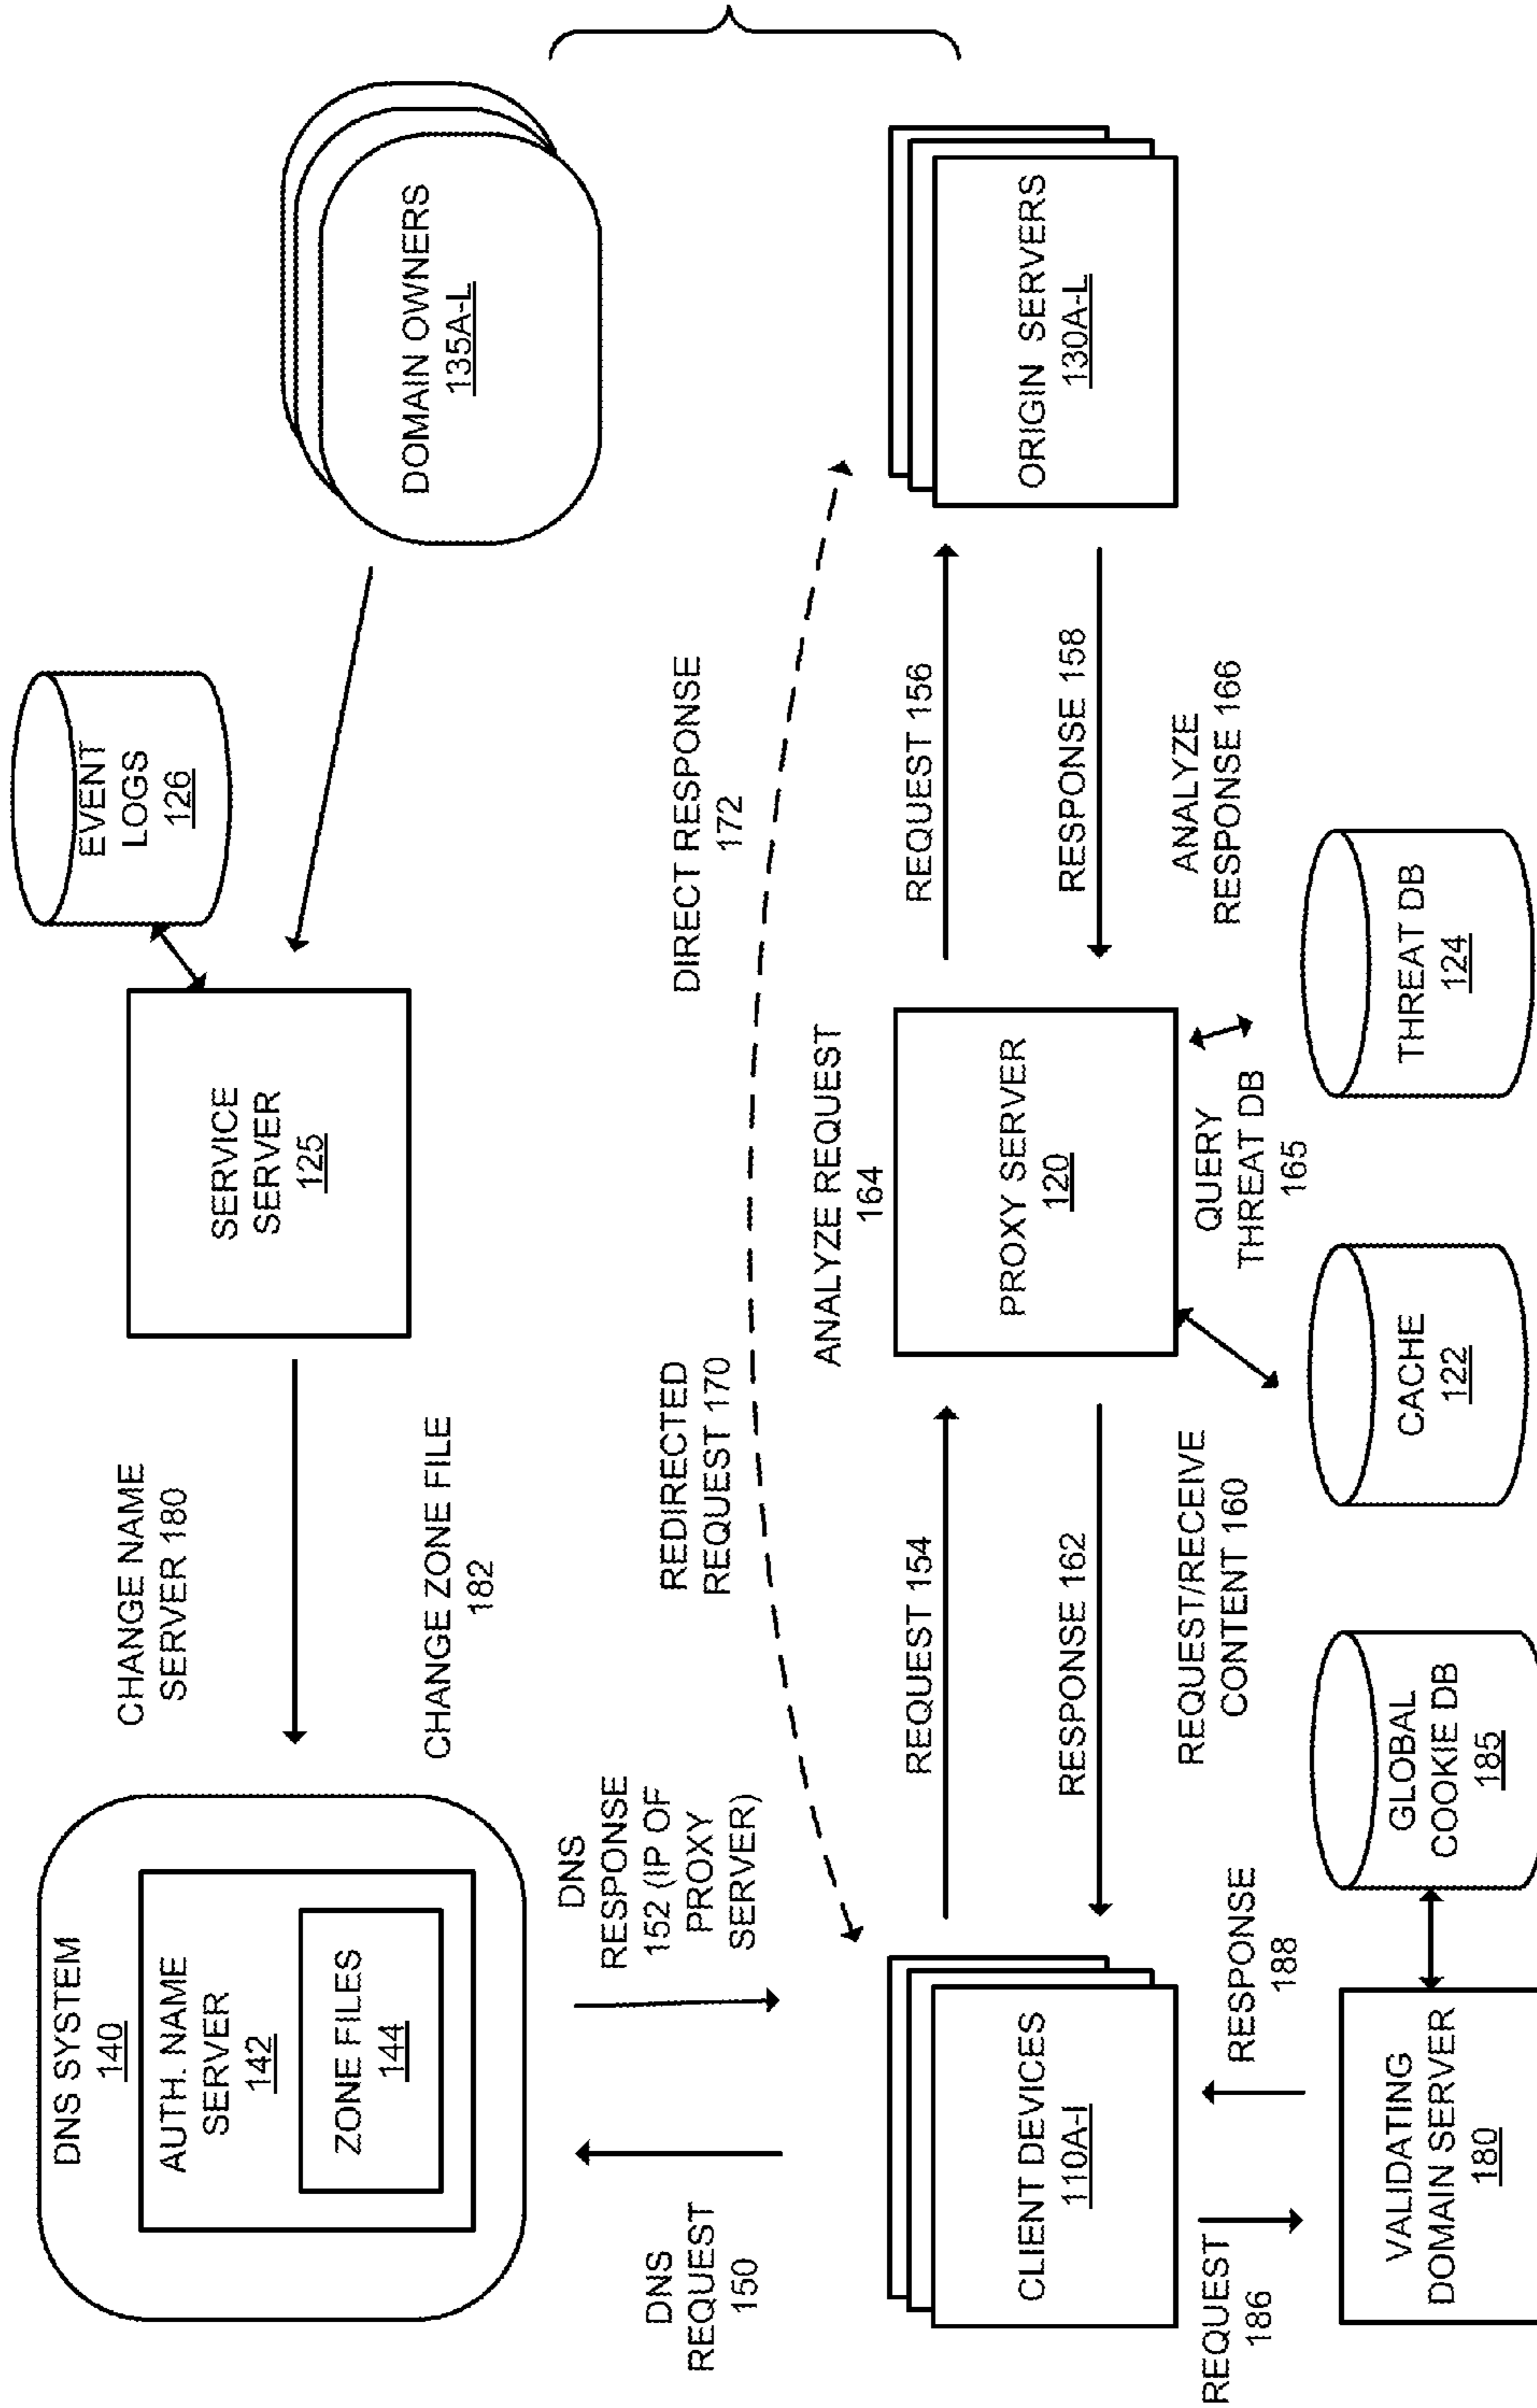 DNS SYSTEM
140
AUTH. NAME
SERVER
142
ZONE FILES
144
CHANGE NAME
SERVER 180
CHANGE ZONE FILE
182
SERVICE
SERVER
125
EVENT
LOGS
126
DOMAIN OWNERS
135A-L
DNS
REQUEST
150
DNS
RESPONSE
152 (IP OF
PROXY
SERVER)
REDIRECTED
REQUEST 170
DIRECT RESPONSE
172
CLIENT DEVICES
110A-I
REQUEST 154
RESPONSE 162
ANALYZE REQUEST
164
PROXY SERVER
120
REQUEST 156
RESPONSE 158
ORIGIN SERVERS
130A-L
REQUEST
186
RESPONSE
188
REQUEST/RECEIVE
CONTENT 160
QUERY
THREAT DB
165
ANALYZE
RESPONSE 166
VALIDATING
DOMAIN SERVER
180
GLOBAL
COOKIE DB
185
CACHE
122
THREAT DB
124